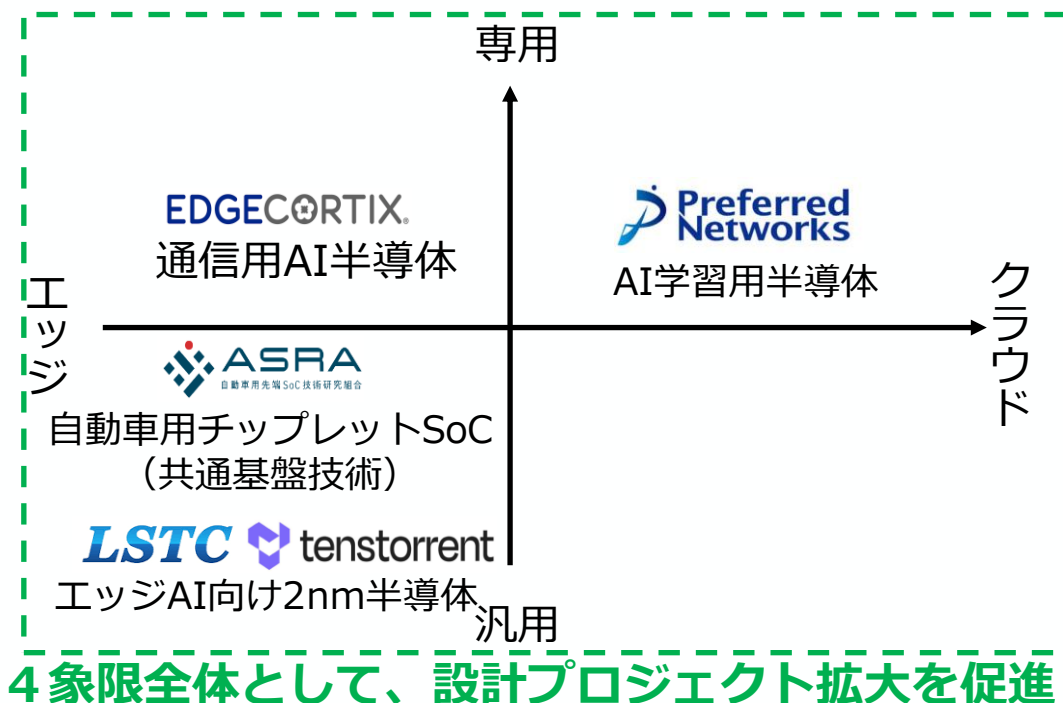 専用
EDGECORTIX.
通信用AI半導体
Preferred
Networks
AI学習用半導体
エッジ
クラウド
ASRA
自動車用先端SoC技術研究組合
自動車用チップレットSoC
（共通基盤技術）
LSTC tenstorrent
エッジAI向け2nm半導体
汎用
４象限全体として、設計プロジェクト拡大を促進